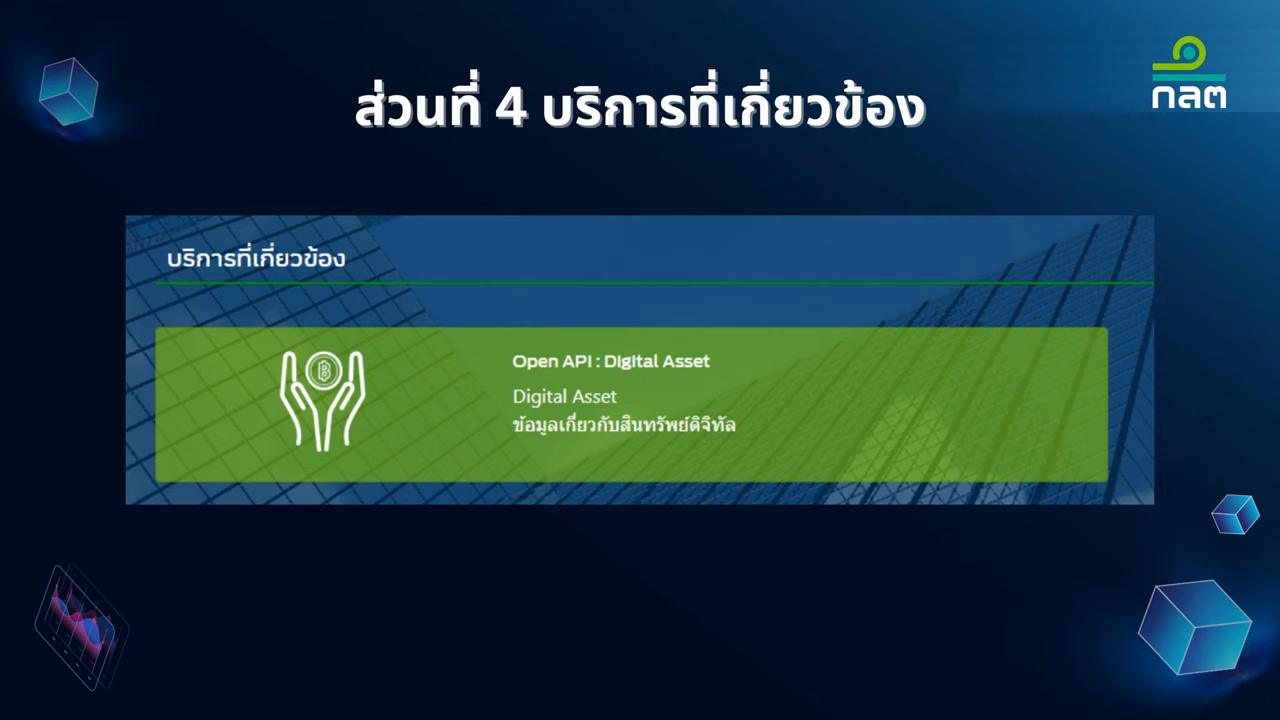 ส่วนที่ 4 บริการที่เกี่ยวข้อง
กลต
บริการที่เกี่ยวข้อง
Open API : Digital Asset
Digital Asset
ข้อมูลเกี่ยวกับสินทรัพย์ดิจิทัล